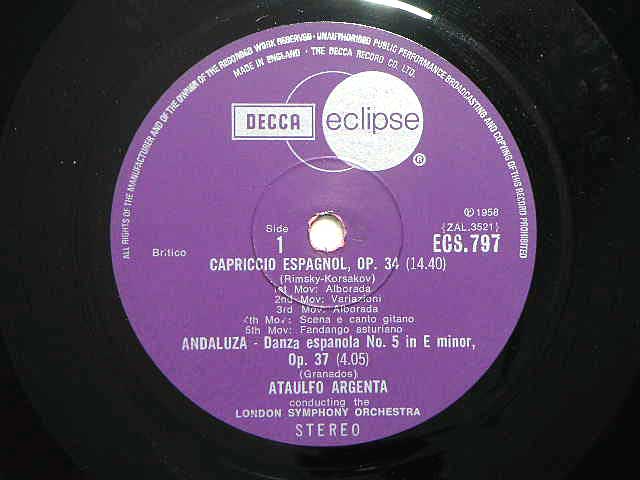 ALL RIGHTS OF THE MANUFACTURER AND OF THE OWNER OF THE RECORDED WORK RESERVED · UNAUTHORISED PUBLIC PERFORMANCE BROADCASTING AND COPYING OF THIS RECORD PROHIBITED
MADE IN ENGLAND · THE DECCA RECORD CO. LTD.
DECCA eclipse
®
℗ 1958
Side
{ZAL.3521}
Britico
1
ECS.797
CAPRICCIO ESPAGNOL, OP. 34 (14.40)
(Rimsky-Korsakov)
1st Mov: Alborada
2nd Mov: Variazioni
3rd Mov: Alborada
4th Mov: Scena e canto gitano
5th Mov: Fandango asturiano
ANDALUZA - Danza espanola No. 5 in E minor,
Op. 37 (4.05)
(Granados)
ATAULFO ARGENTA
conducting the
LONDON SYMPHONY ORCHESTRA
STEREO